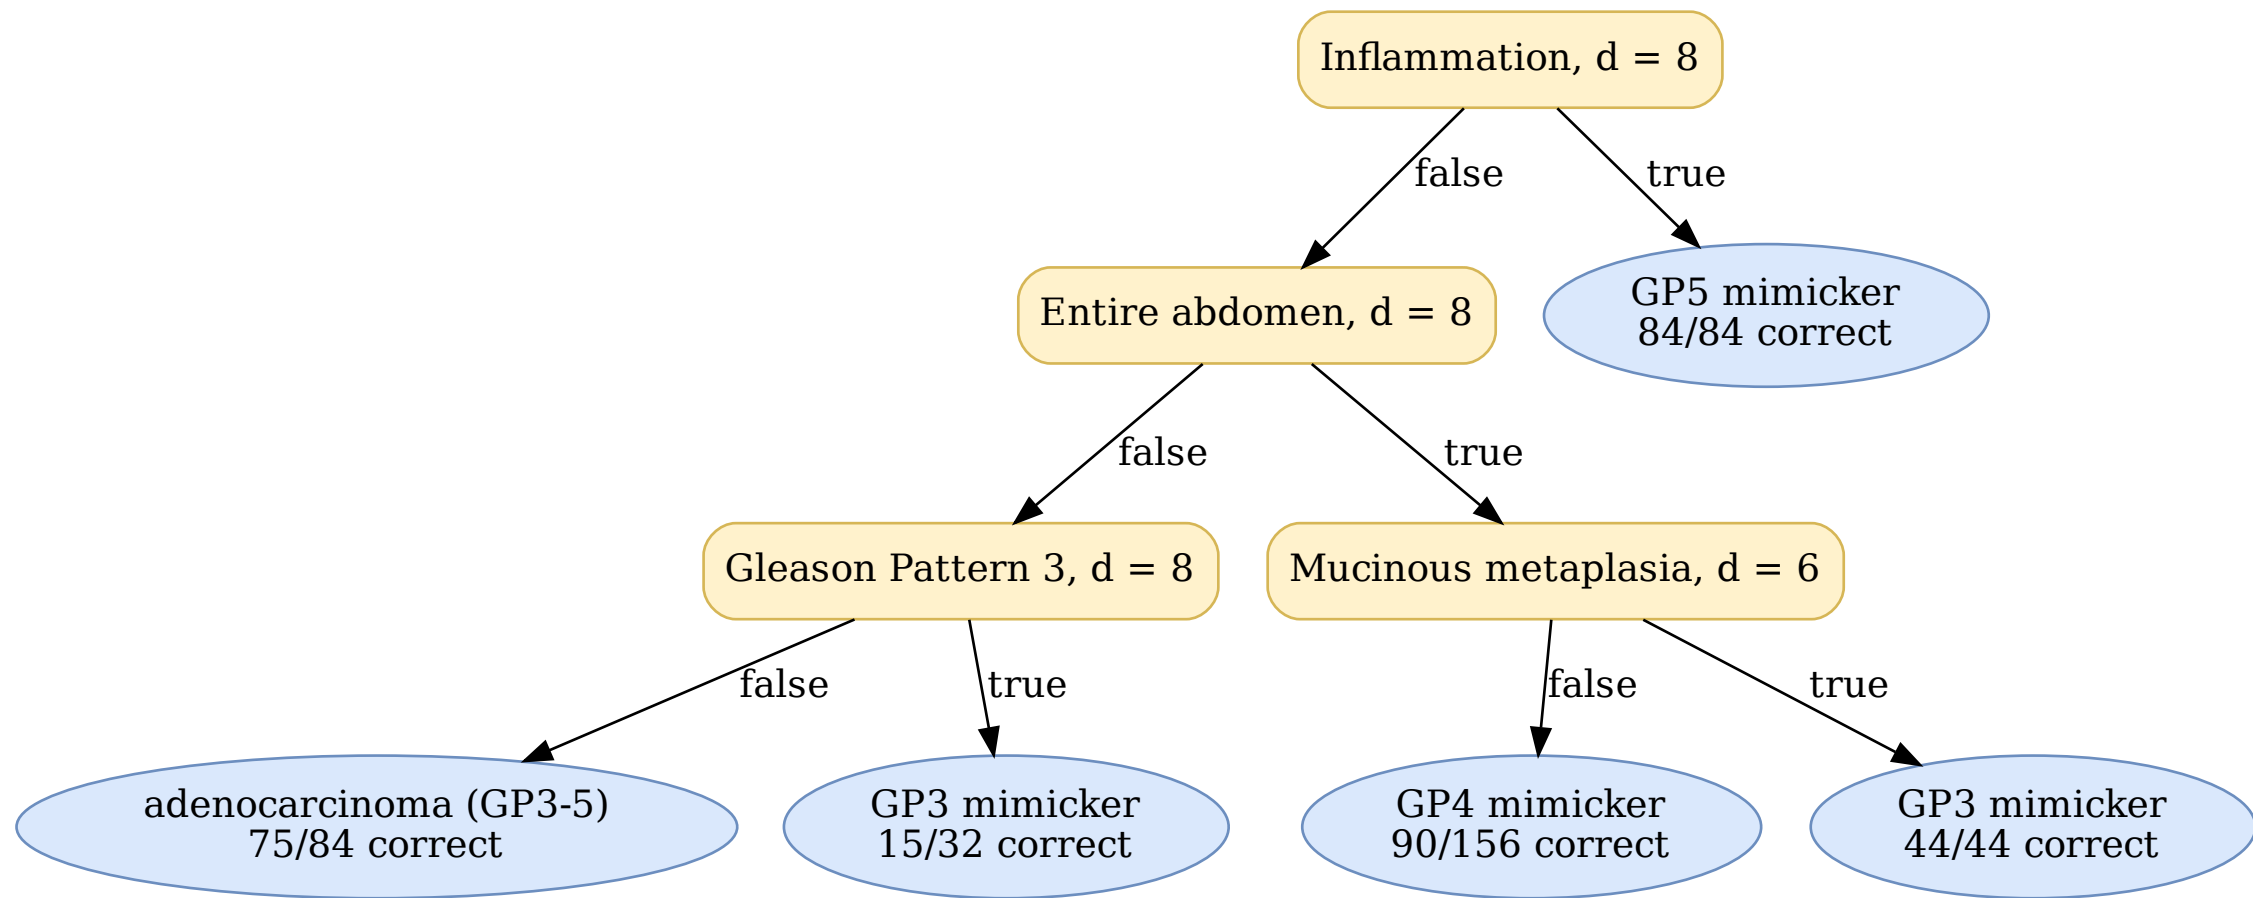 Inflammation, d = 8
false
true
Entire abdomen, d = 8
GP5 mimicker
84/84 correct
false
true
Gleason Pattern 3, d = 8
Mucinous metaplasia, d = 6
false
true
false
true
adenocarcinoma (GP3-5)
75/84 correct
GP3 mimicker
15/32 correct
GP4 mimicker
90/156 correct
GP3 mimicker
44/44 correct